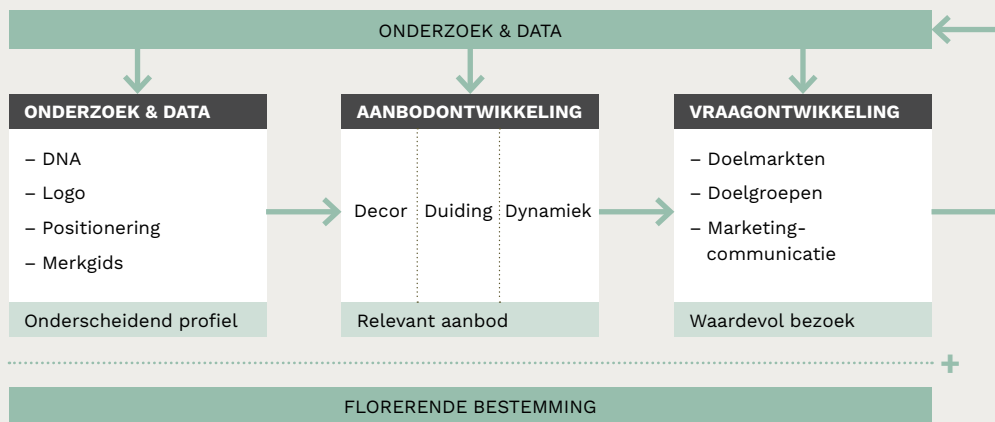 ONDERZOEK & DATA
ONDERZOEK & DATA
– DNA
– Logo
– Positionering
– Merkgids
Onderscheidend profiel
AANBODONTWIKKELING
Decor Duiding Dynamiek
Relevant aanbod
VRAAGONTWIKKELING
– Doelmarkten
– Doelgroepen
– Marketing-
communicatie
Waardevol bezoek
+
FLORERENDE BESTEMMING